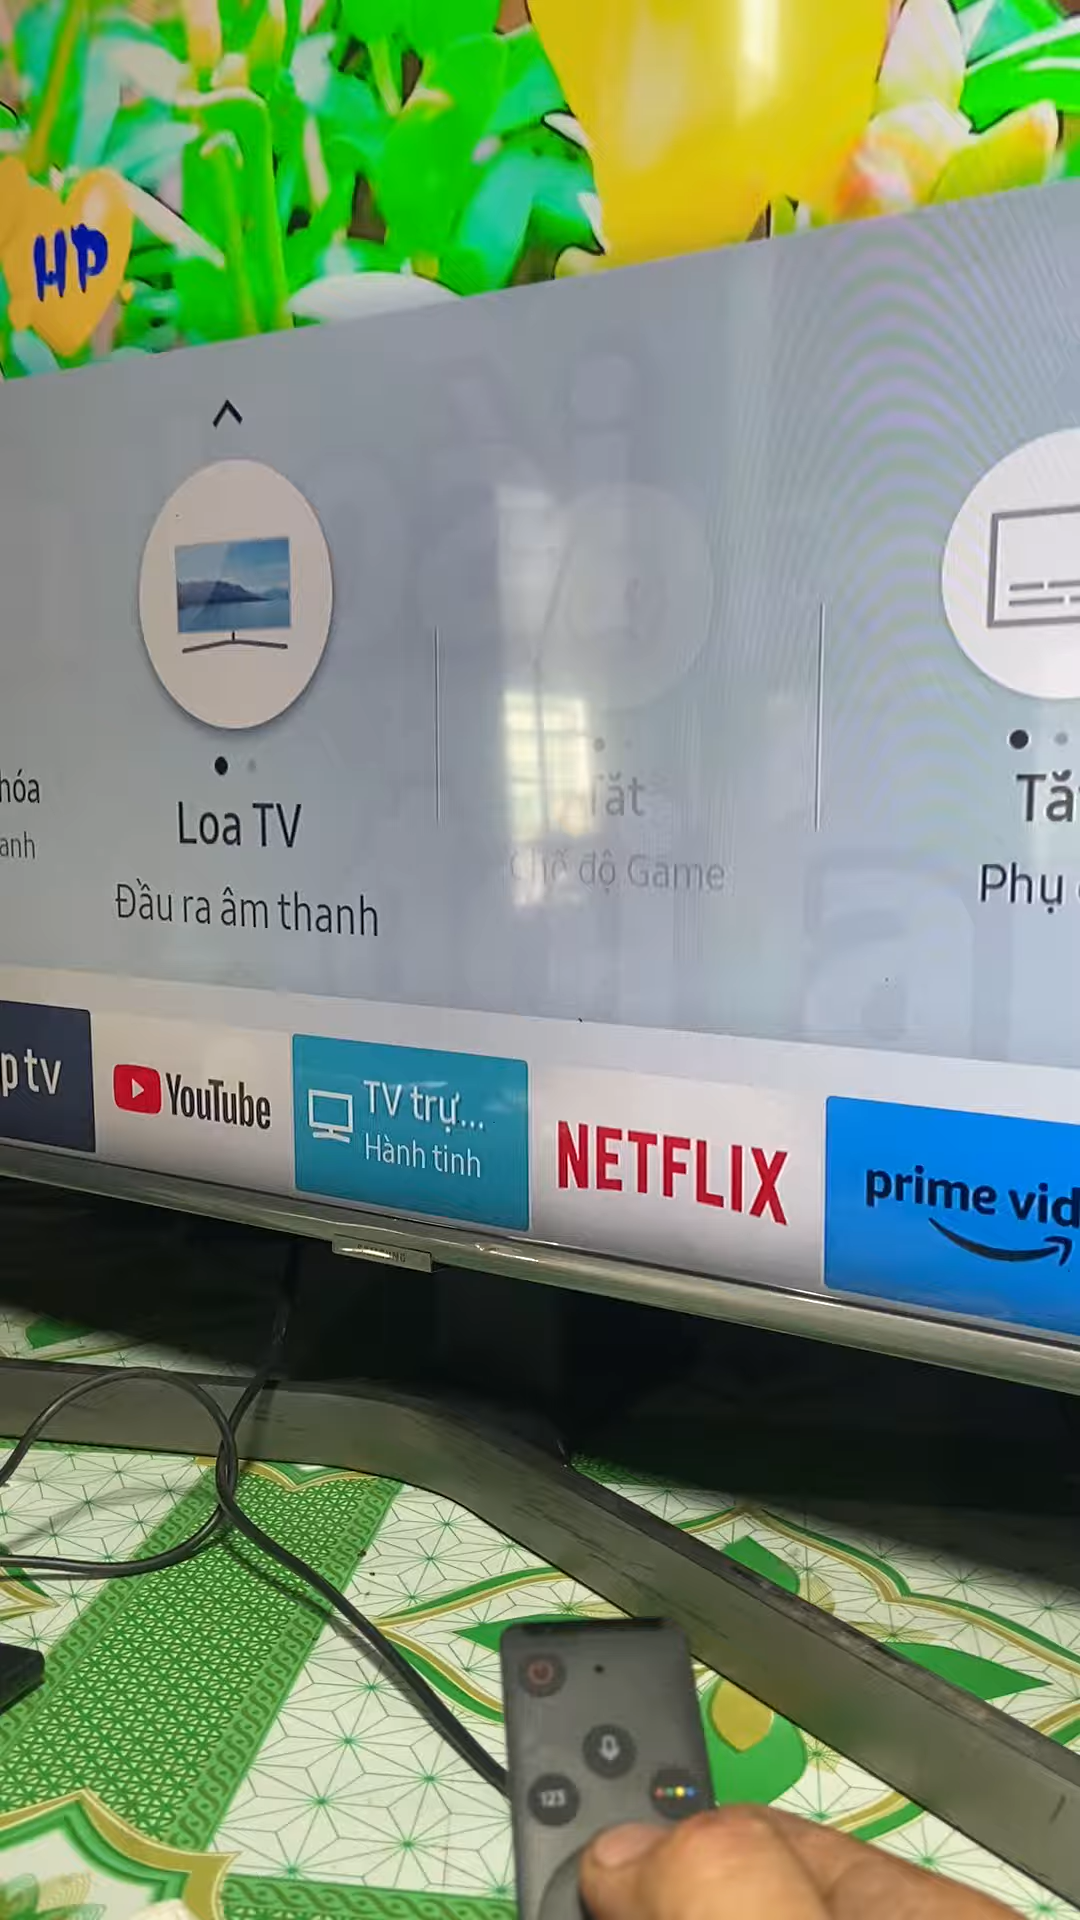 HP
Loa TV
Đầu ra âm thanh
hóa
anh
Tắt
Chế độ Game
Phụ
ptv
YouTube
TV trự...
Hành tinh
NETFLIX
prime vid
SAMSUNG
123